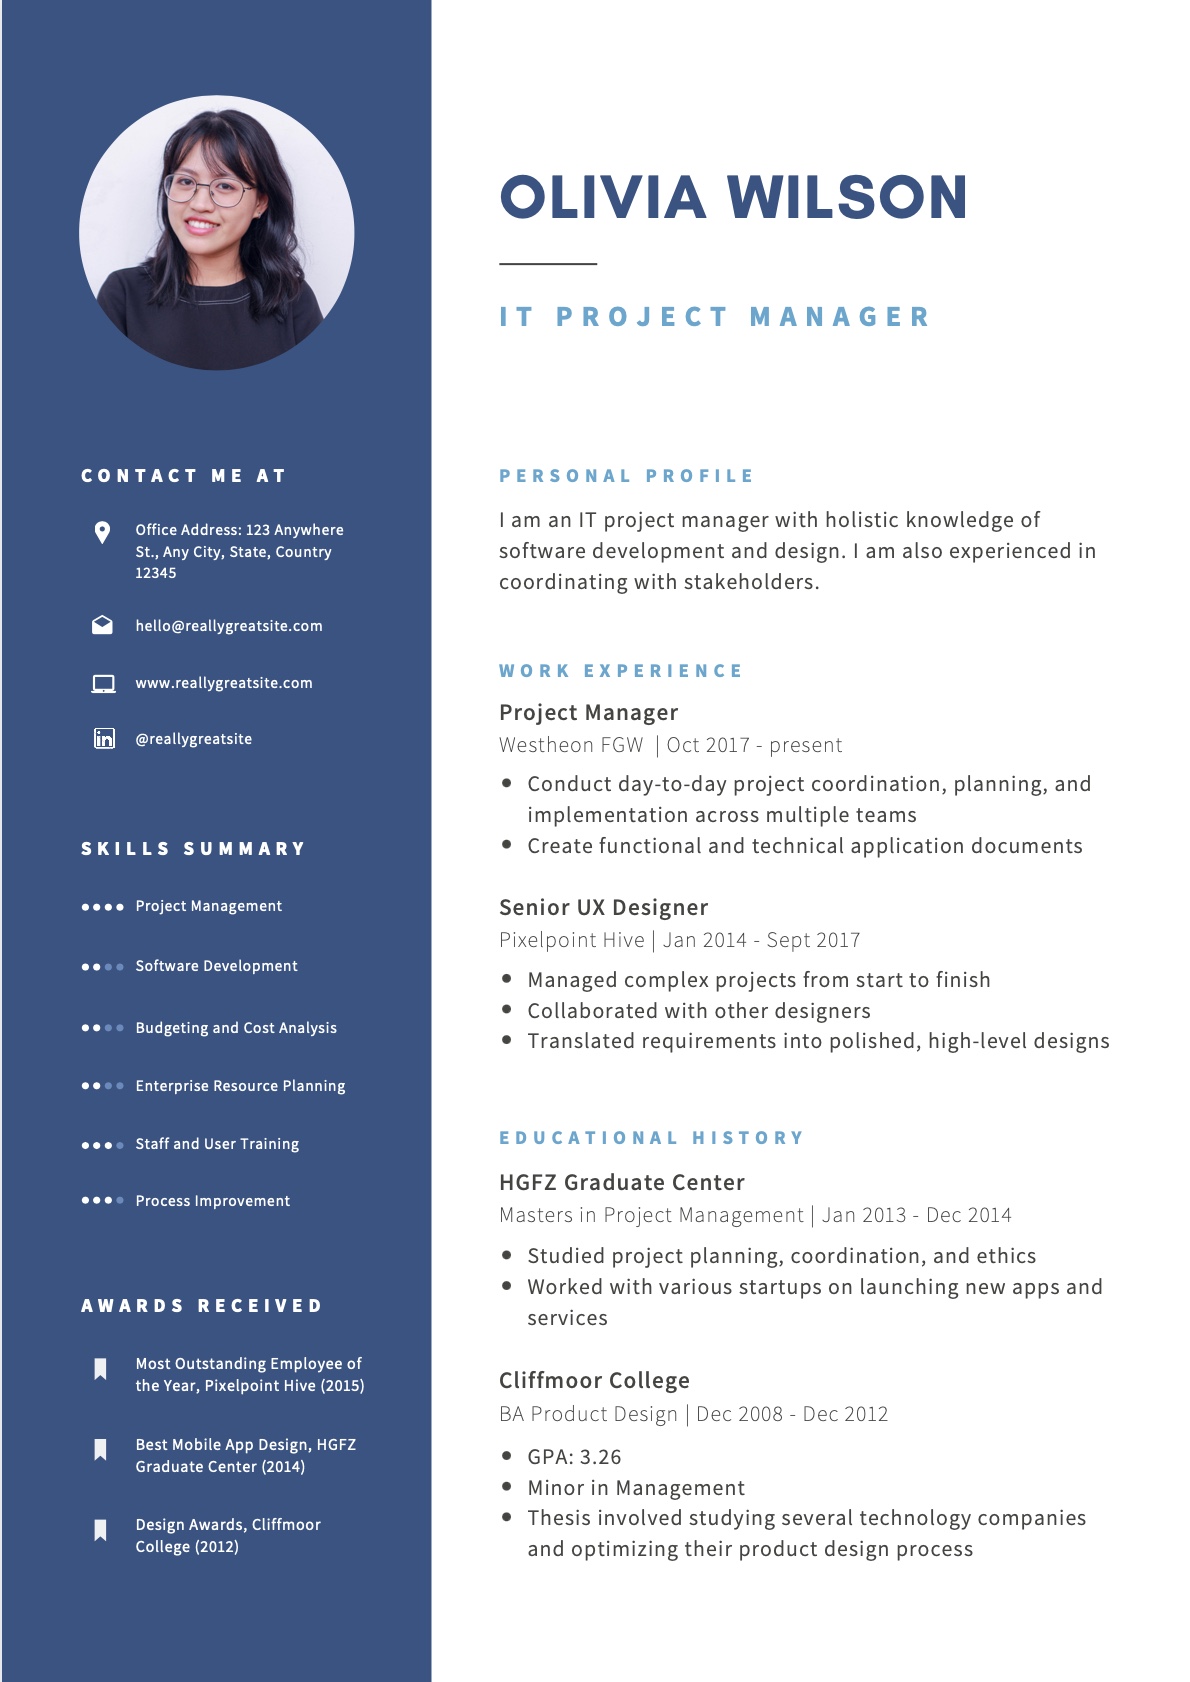 OLIVIA WILSON
IT PROJECT MANAGER
CONTACT ME AT
Office Address: 123 Anywhere
St., Any City, State, Country
12345
hello@reallygreatsite.com
www.reallygreatsite.com
in
@reallygreatsite
SKILLS SUMMARY
Project Management
Software Development
Budgeting and Cost Analysis
Enterprise Resource Planning
Staff and User Training
Process Improvement
AWARDS RECEIVED
Most Outstanding Employee of
the Year, Pixelpoint Hive (2015)
Best Mobile App Design, HGFZ
Graduate Center (2014)
Design Awards, Cliffmoor
College (2012)
PERSONAL PROFILE
I am an IT project manager with holistic knowledge of
software development and design. I am also experienced in
coordinating with stakeholders.
WORK EXPERIENCE
Project Manager
Westheon FGW | Oct 2017 - present
• Conduct day-to-day project coordination, planning, and
implementation across multiple teams
• Create functional and technical application documents
Senior UX Designer
Pixelpoint Hive | Jan 2014 - Sept 2017
• Managed complex projects from start to finish
• Collaborated with other designers
• Translated requirements into polished, high-level designs
EDUCATIONAL HISTORY
HGFZ Graduate Center
Masters in Project Management | Jan 2013 - Dec 2014
• Studied project planning, coordination, and ethics
• Worked with various startups on launching new apps and
services
Cliffmoor College
BA Product Design | Dec 2008 - Dec 2012
• GPA: 3.26
• Minor in Management
• Thesis involved studying several technology companies
and optimizing their product design process